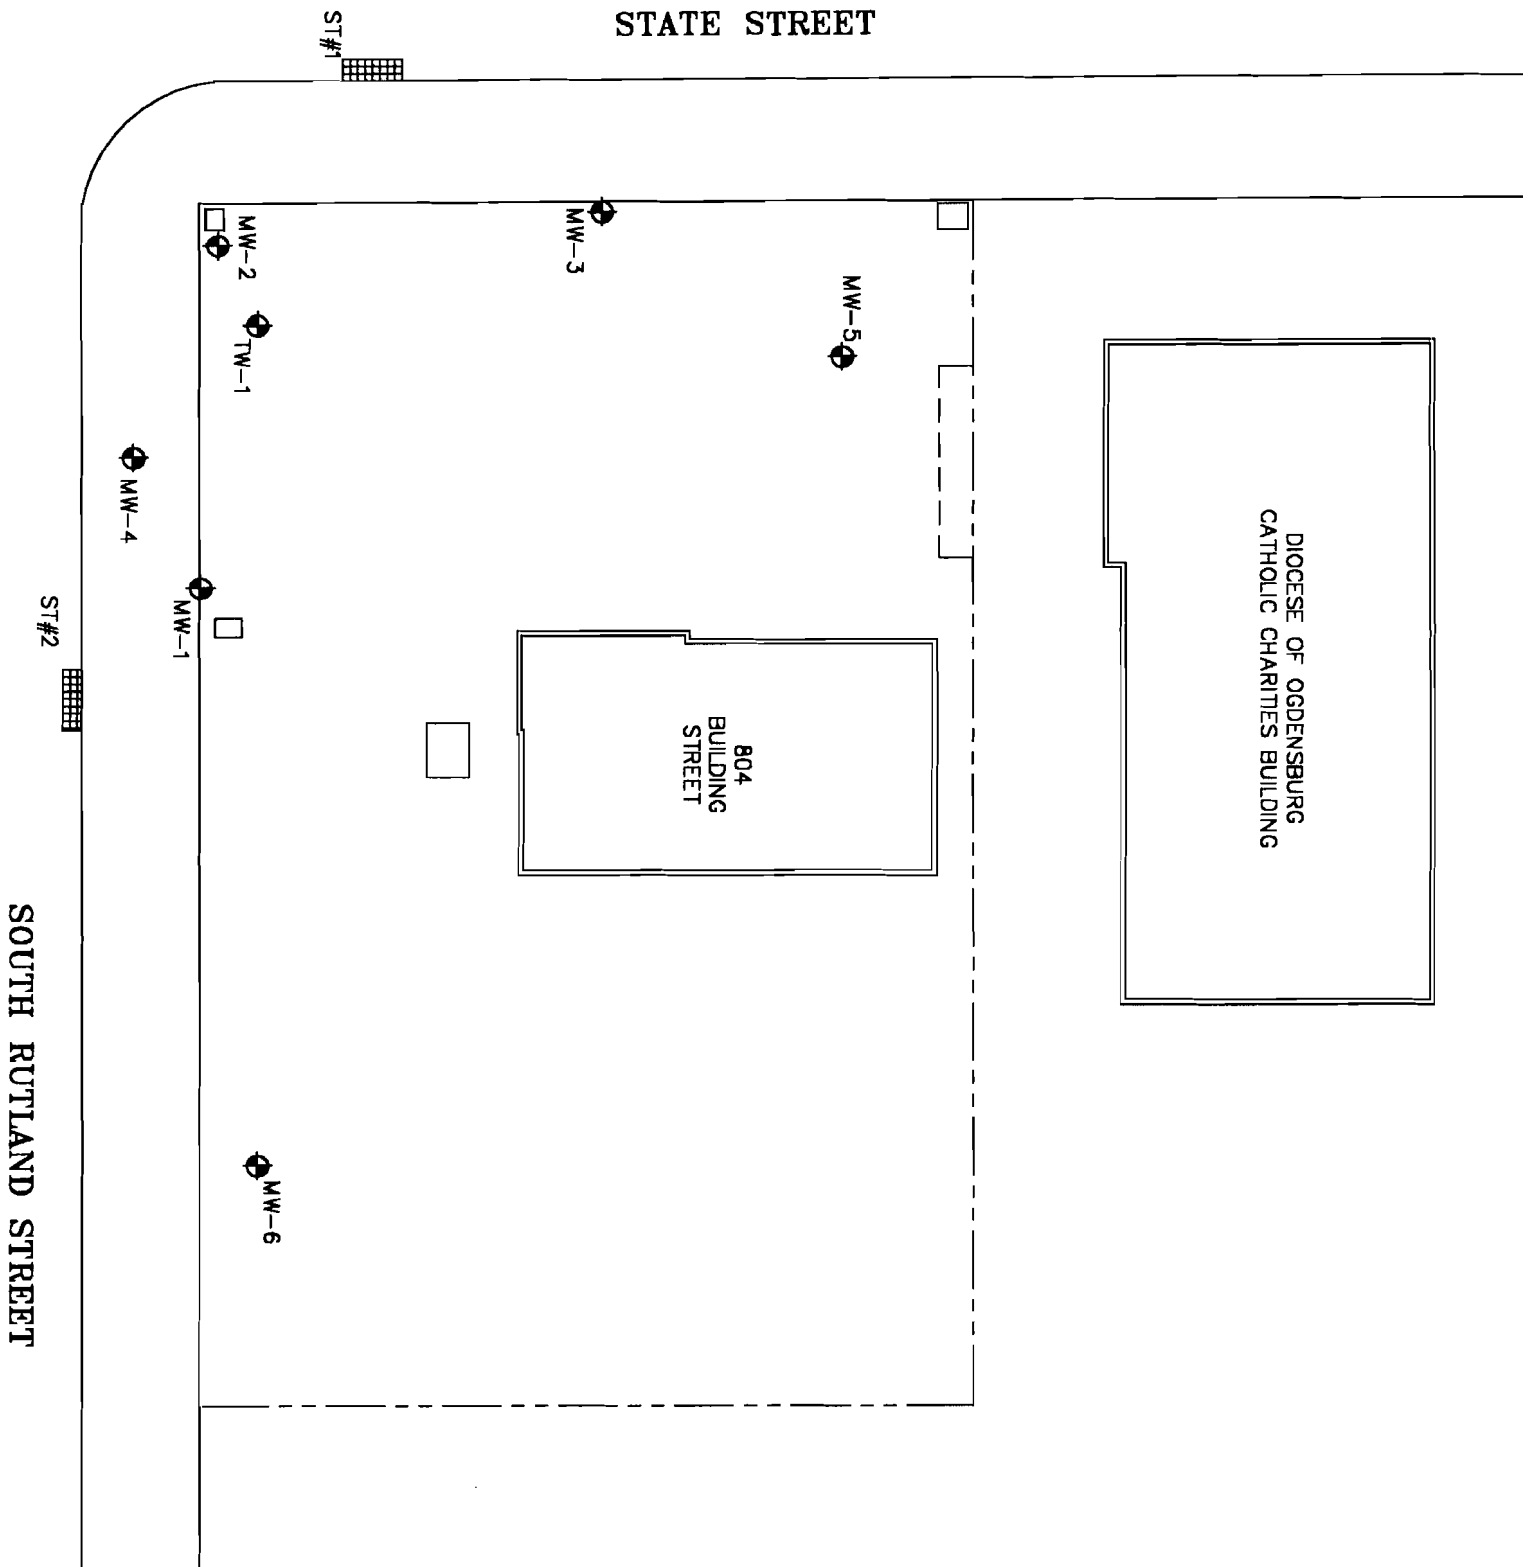 STATE STREET
ST#1
MW-2
MW-3
MW-5
TW-1
MW-4
MW-1
ST#2
DIOCESE OF OGDENSBURG
CATHOLIC CHARITIES BUILDING
804
BUILDING
STREET
MW-6
SOUTH RUTLAND STREET